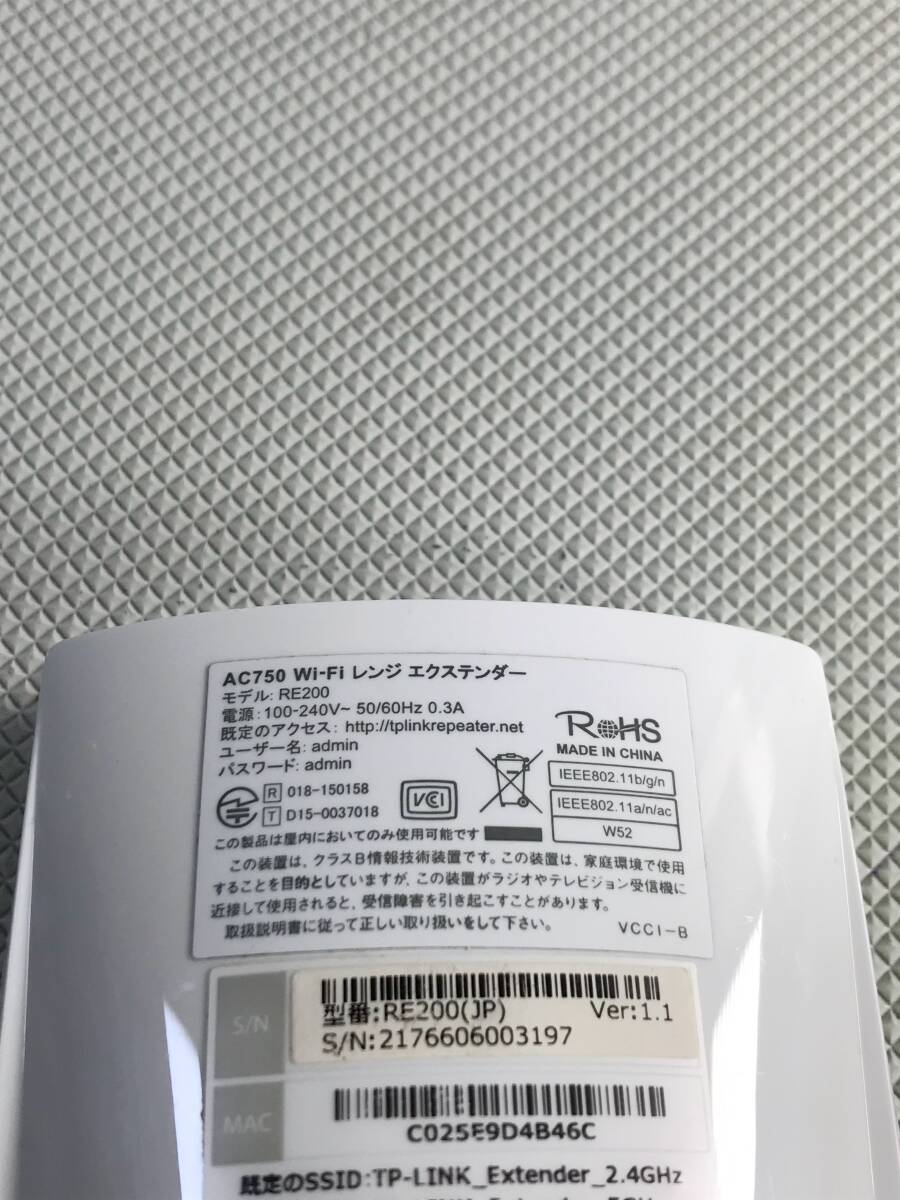 AC750 Wi-Fi レンジ エクステンダー
モデル: RE200
電源: 100-240V~ 50/60Hz 0.3A
既定のアクセス: http://tplinkrepeater.net
ユーザー名: admin
パスワード: admin
RoHS
MADE IN CHINA
R 018-150158
T D15-0037018
VCCI
IEEE802.11b/g/n
IEEE802.11a/n/ac
W52
この製品は屋内においてのみ使用可能です
この装置は、クラスB情報技術装置です。この装置は、家庭環境で使用
することを目的としていますが、この装置がラジオやテレビジョン受信機に
近接して使用されると、受信障害を引き起こすことがあります。
取扱説明書に従って正しい取り扱いをして下さい。
VCCI-B
S/N
型番:RE200(JP) Ver:1.1
S/N:2176606003197
MAC
C025E9D4B46C
既定のSSID:TP-LINK_Extender_2.4GHz